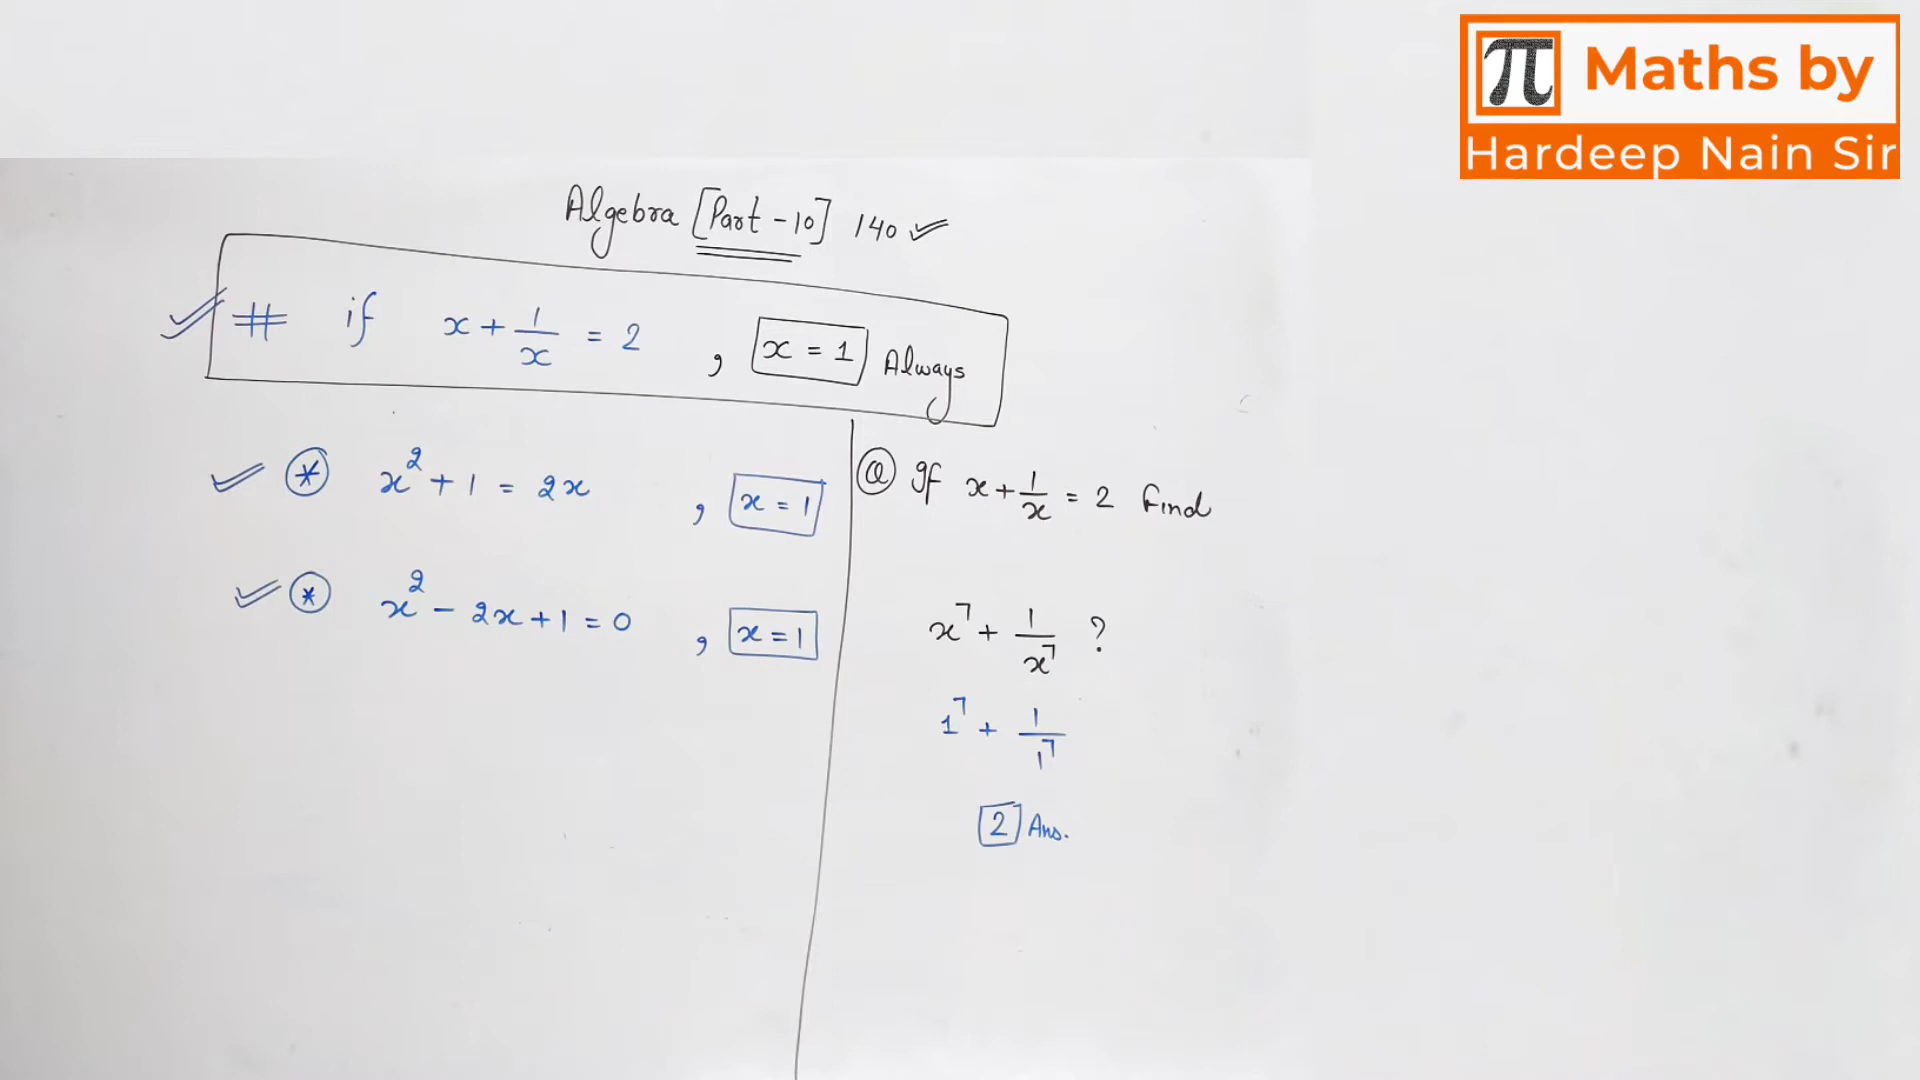 π Maths by
Hardeep Nain Sir
Algebra [Part - 10] 140 ✓
# if x + 1/x = 2 , x = 1 Always
* x² + 1 = 2x , x = 1
* x² - 2x + 1 = 0 , x = 1
Q If x + 1/x = 2 Find
x⁷ + 1/x⁷ ?
1⁷ + 1/1⁷
2 Ans.